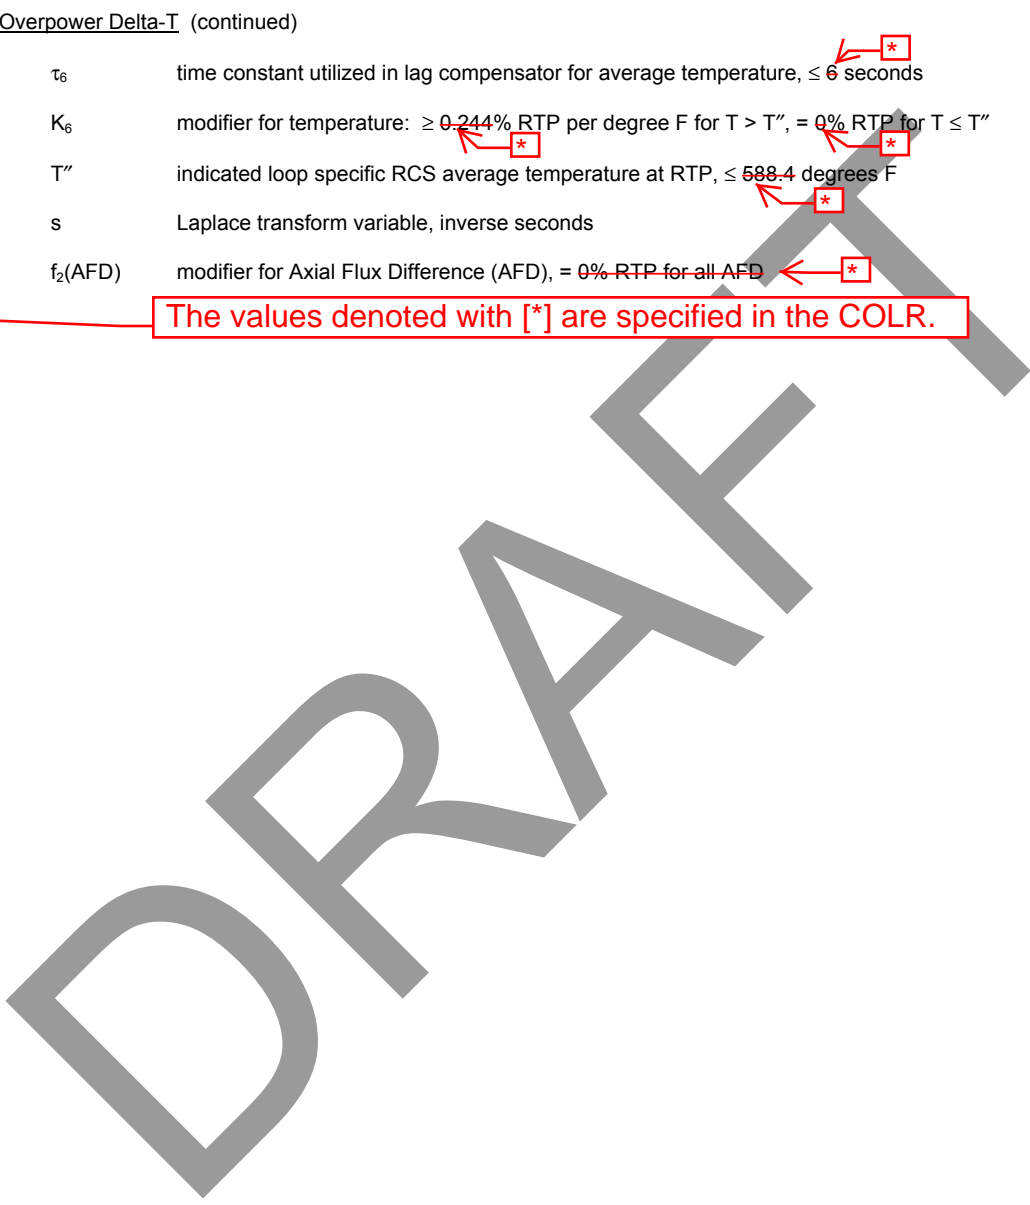 Overpower Delta-T (continued)
*
τ6 time constant utilized in lag compensator for average temperature, ≤ 6 seconds
K6 modifier for temperature: ≥ 0.244% RTP per degree F for T > T″, = 0% RTP for T ≤ T″
* *
T″ indicated loop specific RCS average temperature at RTP, ≤ 588.4 degrees F
*
s Laplace transform variable, inverse seconds
f2(AFD) modifier for Axial Flux Difference (AFD), = 0% RTP for all AFD *
The values denoted with [*] are specified in the COLR.
DRAFT